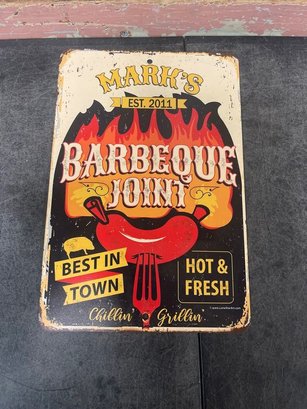 MARK'S
EST. 2011
BARBEQUE
JOINT
BEST IN
TOWN
HOT &
FRESH
Chillin' Grillin'